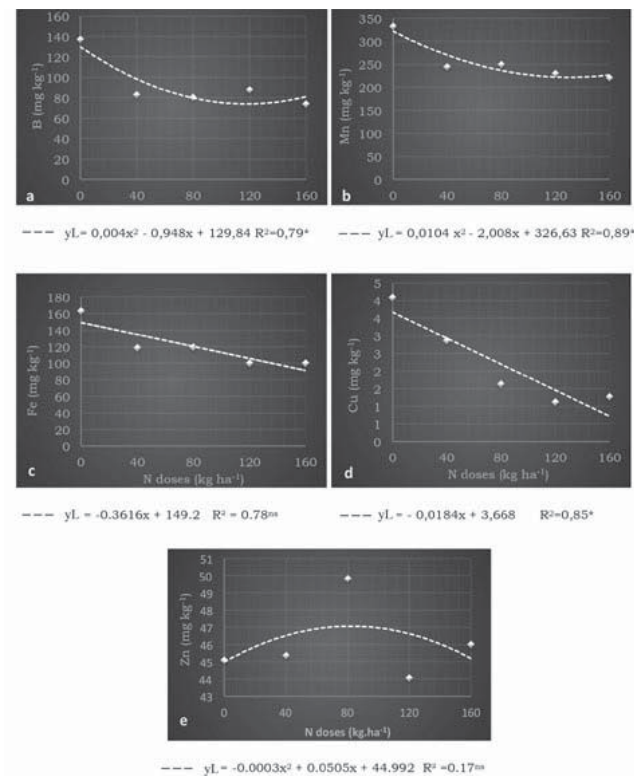 B (mg kg⁻¹)
160
140
120
100
80
60
40
20
0
0 40 80 120 160
a
yL= 0,004x² - 0,948x + 129,84 R²=0,79*
Mn (mg kg⁻¹)
350
300
250
200
150
100
50
0
0 40 80 120 160
b
yL= 0,0104 x² - 2,008x + 326,63 R²=0,89*
Fe (mg kg⁻¹)
180
160
140
120
100
80
60
40
20
0
0 40 80 120 160
c
N doses (kg ha⁻¹)
yL = -0.3616x + 149.2 R² = 0.78ⁿˢ
Cu (mg kg⁻¹)
5
4
4
3
3
2
2
1
1
0
0 40 80 120 160
d
N doses (kg ha⁻¹)
yL = - 0,0184x + 3,668 R²=0,85*
Zn (mg kg⁻¹)
51
50
49
48
47
46
45
44
43
0 40 80 120 160
e
N doses (kg.ha⁻¹)
yL = -0.0003x² + 0.0505x + 44.992 R² =0.17ⁿˢ